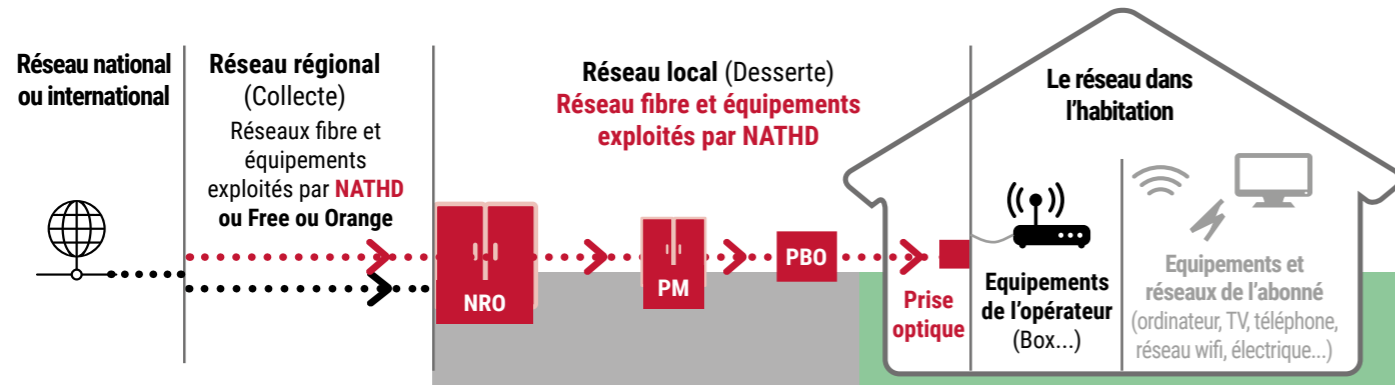 Réseau national
ou international
Réseau régional
(Collecte)
Réseaux fibre et
équipements
exploités par NATHD
ou Free ou Orange
Réseau local (Desserte)
Réseau fibre et équipements
exploités par NATHD
NRO
PM
PBO
Prise
optique
Le réseau dans
l'habitation
Equipements
de l'opérateur
(Box...)
Equipements et
réseaux de l'abonné
(ordinateur, TV, téléphone,
réseau wifi, électrique...)